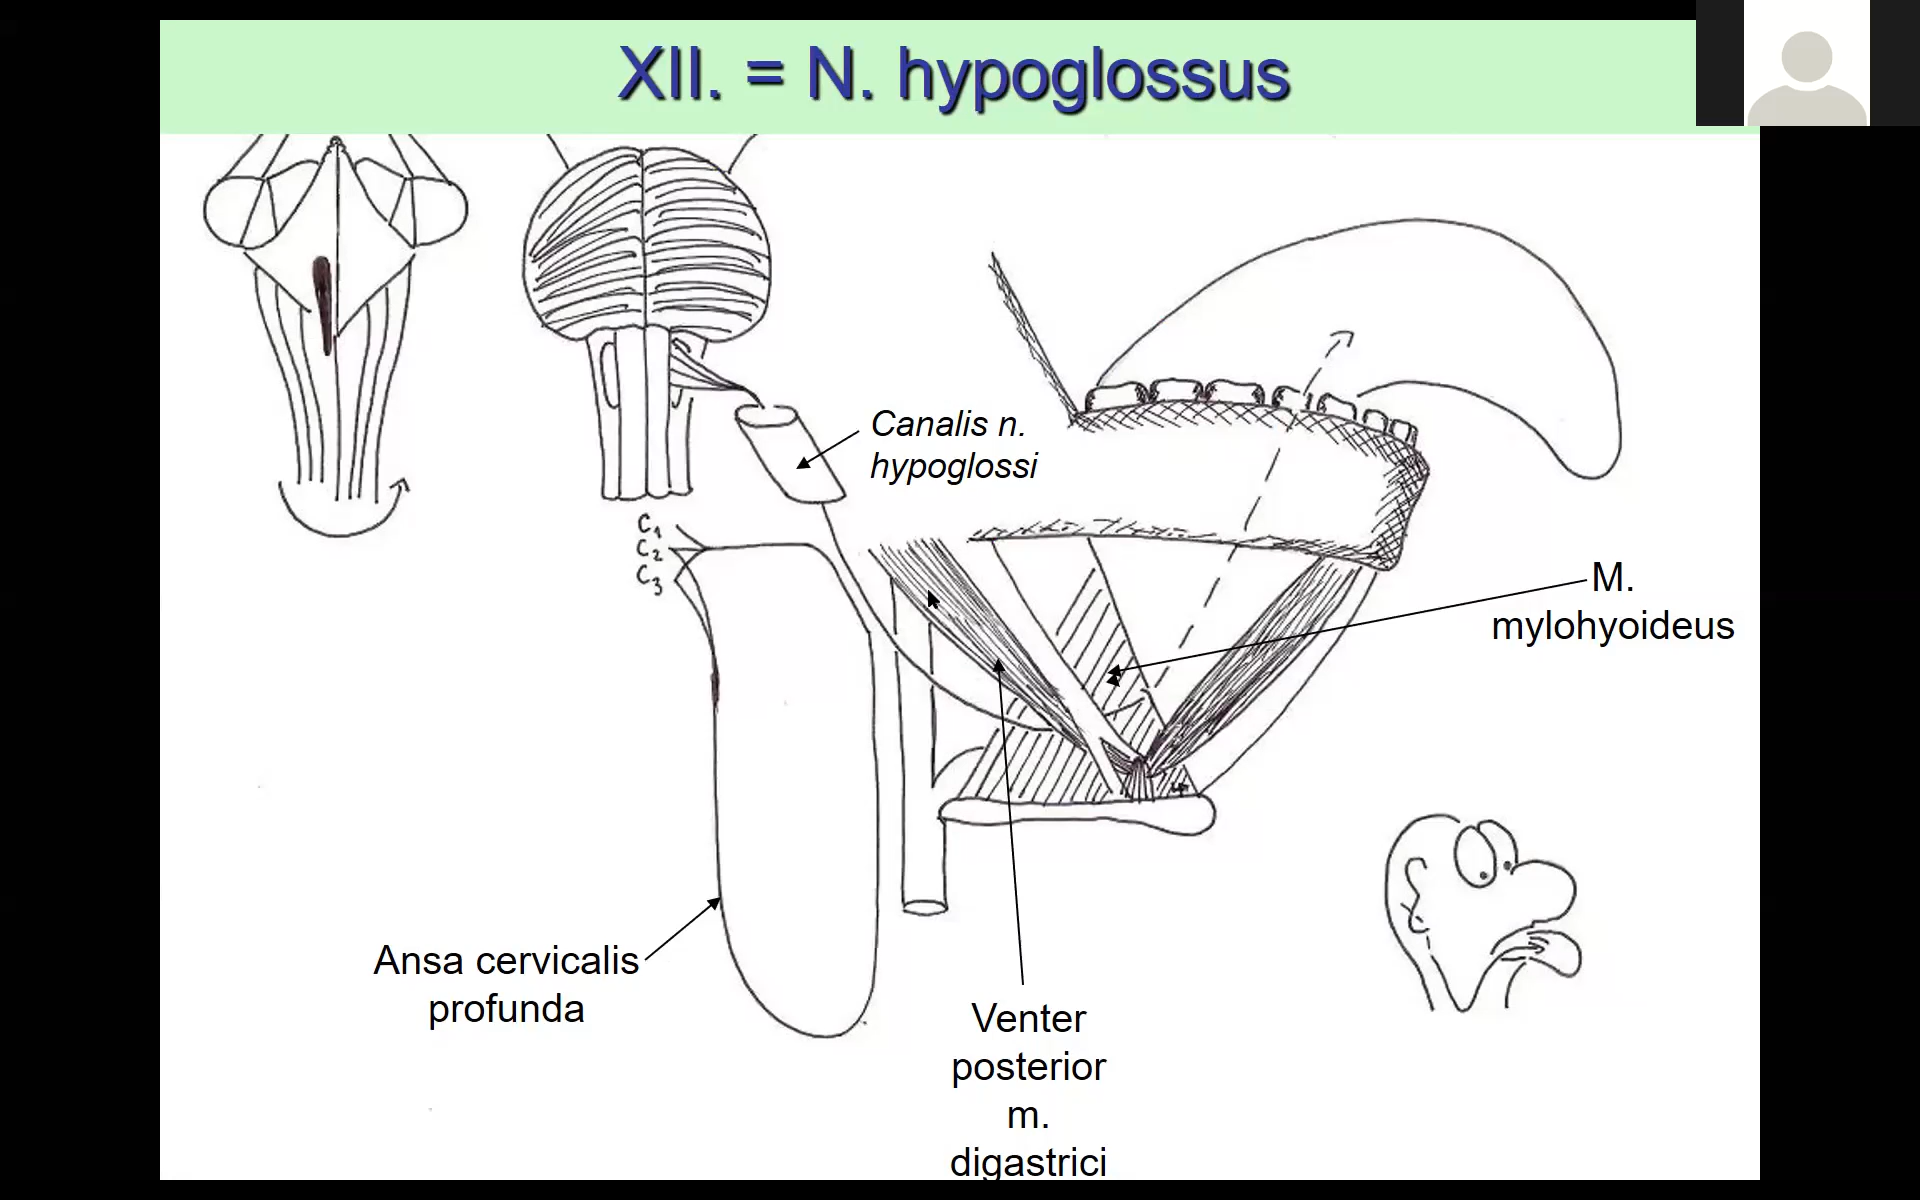 XII. = N. hypoglossus
Canalis n.
hypoglossi
C1
C2
C3
M.
mylohyoideus
Ansa cervicalis
profunda
Venter
posterior
m.
digastrici